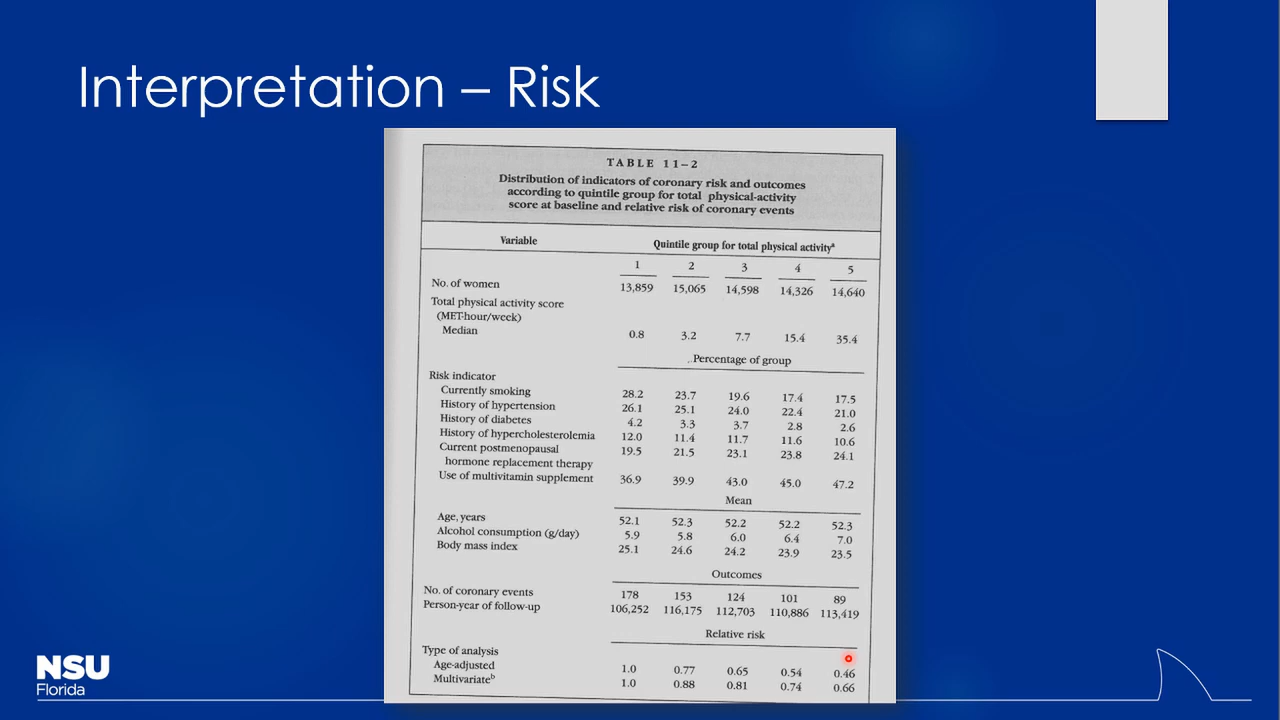 Interpretation – Risk
TABLE 11–2
Distribution of indicators of coronary risk and outcomes
according to quintile group for total physical-activity
score at baseline and relative risk of coronary events
Variable Quintile group for total physical activityᵃ
1 2 3 4 5
No. of women 13,859 15,065 14,598 14,326 14,640
Total physical activity score
(MET-hour/week)
Median 0.8 3.2 7.7 15.4 35.4
Percentage of group
Risk indicator
Currently smoking 28.2 23.7 19.6 17.4 17.5
History of hypertension 26.1 25.1 24.0 22.4 21.0
History of diabetes 4.2 3.3 3.7 2.8 2.6
History of hypercholesterolemia 12.0 11.4 11.7 11.6 10.6
Current postmenopausal 19.5 21.5 23.1 23.8 24.1
hormone replacement therapy
Use of multivitamin supplement 36.9 39.9 43.0 45.0 47.2
Mean
Age, years 52.1 52.3 52.2 52.2 52.3
Alcohol consumption (g/day) 5.9 5.8 6.0 6.4 7.0
Body mass index 25.1 24.6 24.2 23.9 23.5
Outcomes
No. of coronary events 178 153 124 101 89
Person-year of follow-up 106,252 116,175 112,703 110,886 113,419
Relative risk
Type of analysis
Age-adjusted 1.0 0.77 0.65 0.54 0.46
Multivariateᵇ 1.0 0.88 0.81 0.74 0.66
NSU
Florida